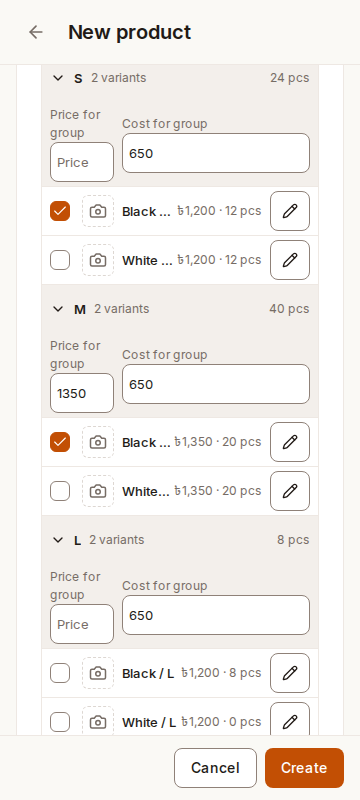 New product
S 2 variants 24 pcs
Price for group Cost for group
Price 650
Black ... ৳1,200 · 12 pcs
White ... ৳1,200 · 12 pcs
M 2 variants 40 pcs
Price for group Cost for group
1350 650
Black ... ৳1,350 · 20 pcs
White... ৳1,350 · 20 pcs
L 2 variants 8 pcs
Price for group Cost for group
Price 650
Black / L ৳1,200 · 8 pcs
White / L ৳1,200 · 0 pcs
Cancel Create